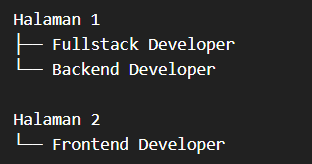 Halaman 1
├── Fullstack Developer
└── Backend Developer

Halaman 2
└── Frontend Developer